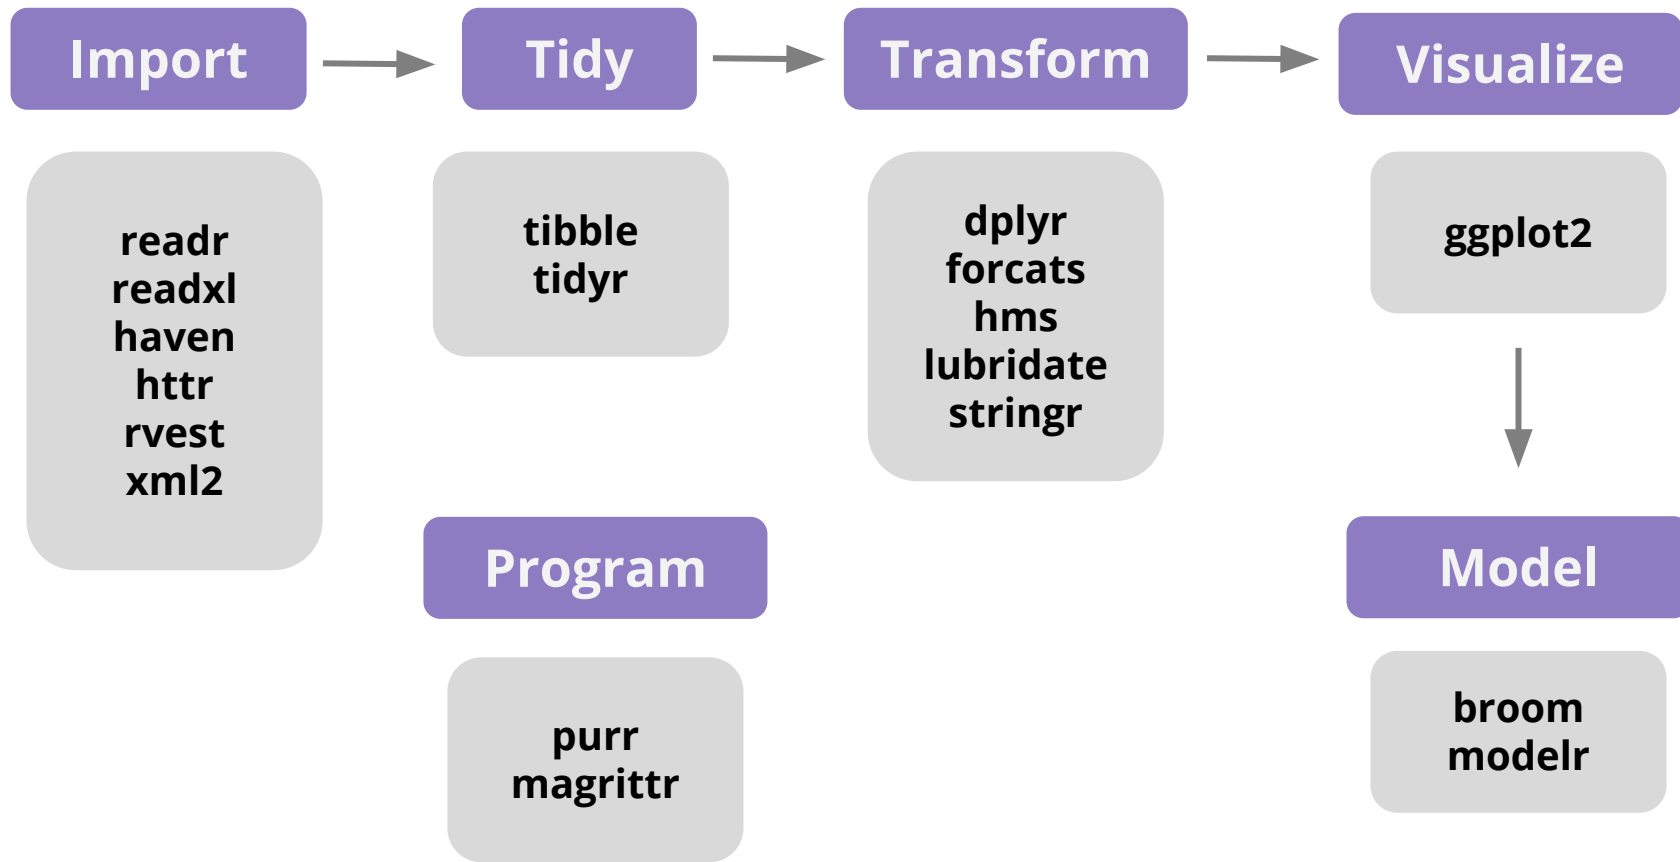 Import
Tidy
Transform
Visualize
readr
readxl
haven
httr
rvest
xml2
tibble
tidyr
dplyr
forcats
hms
lubridate
stringr
ggplot2
Program
purr
magrittr
Model
broom
modelr